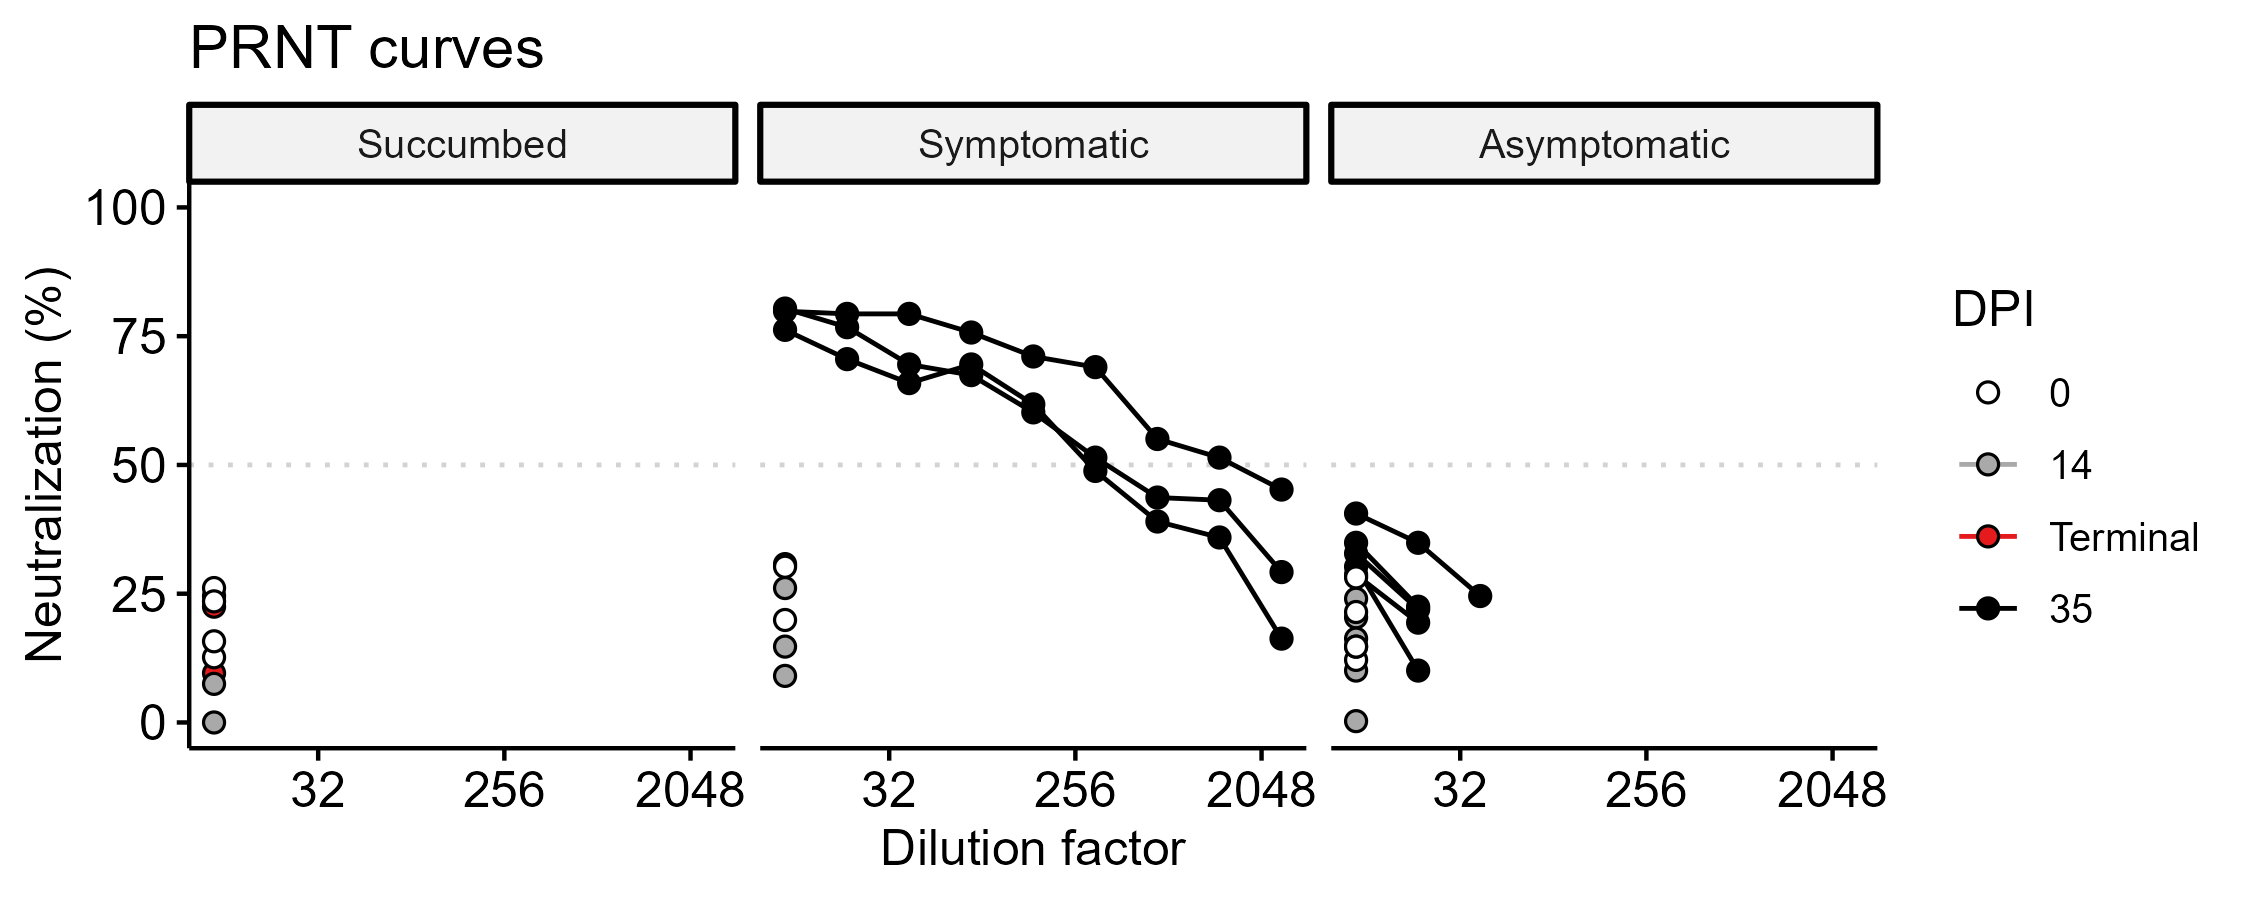 PRNT curves
Succumbed
Symptomatic
Asymptomatic
Neutralization (%)
100
75
50
25
0
32 256 2048
32 256 2048
32 256 2048
Dilution factor
DPI
0
14
Terminal
35